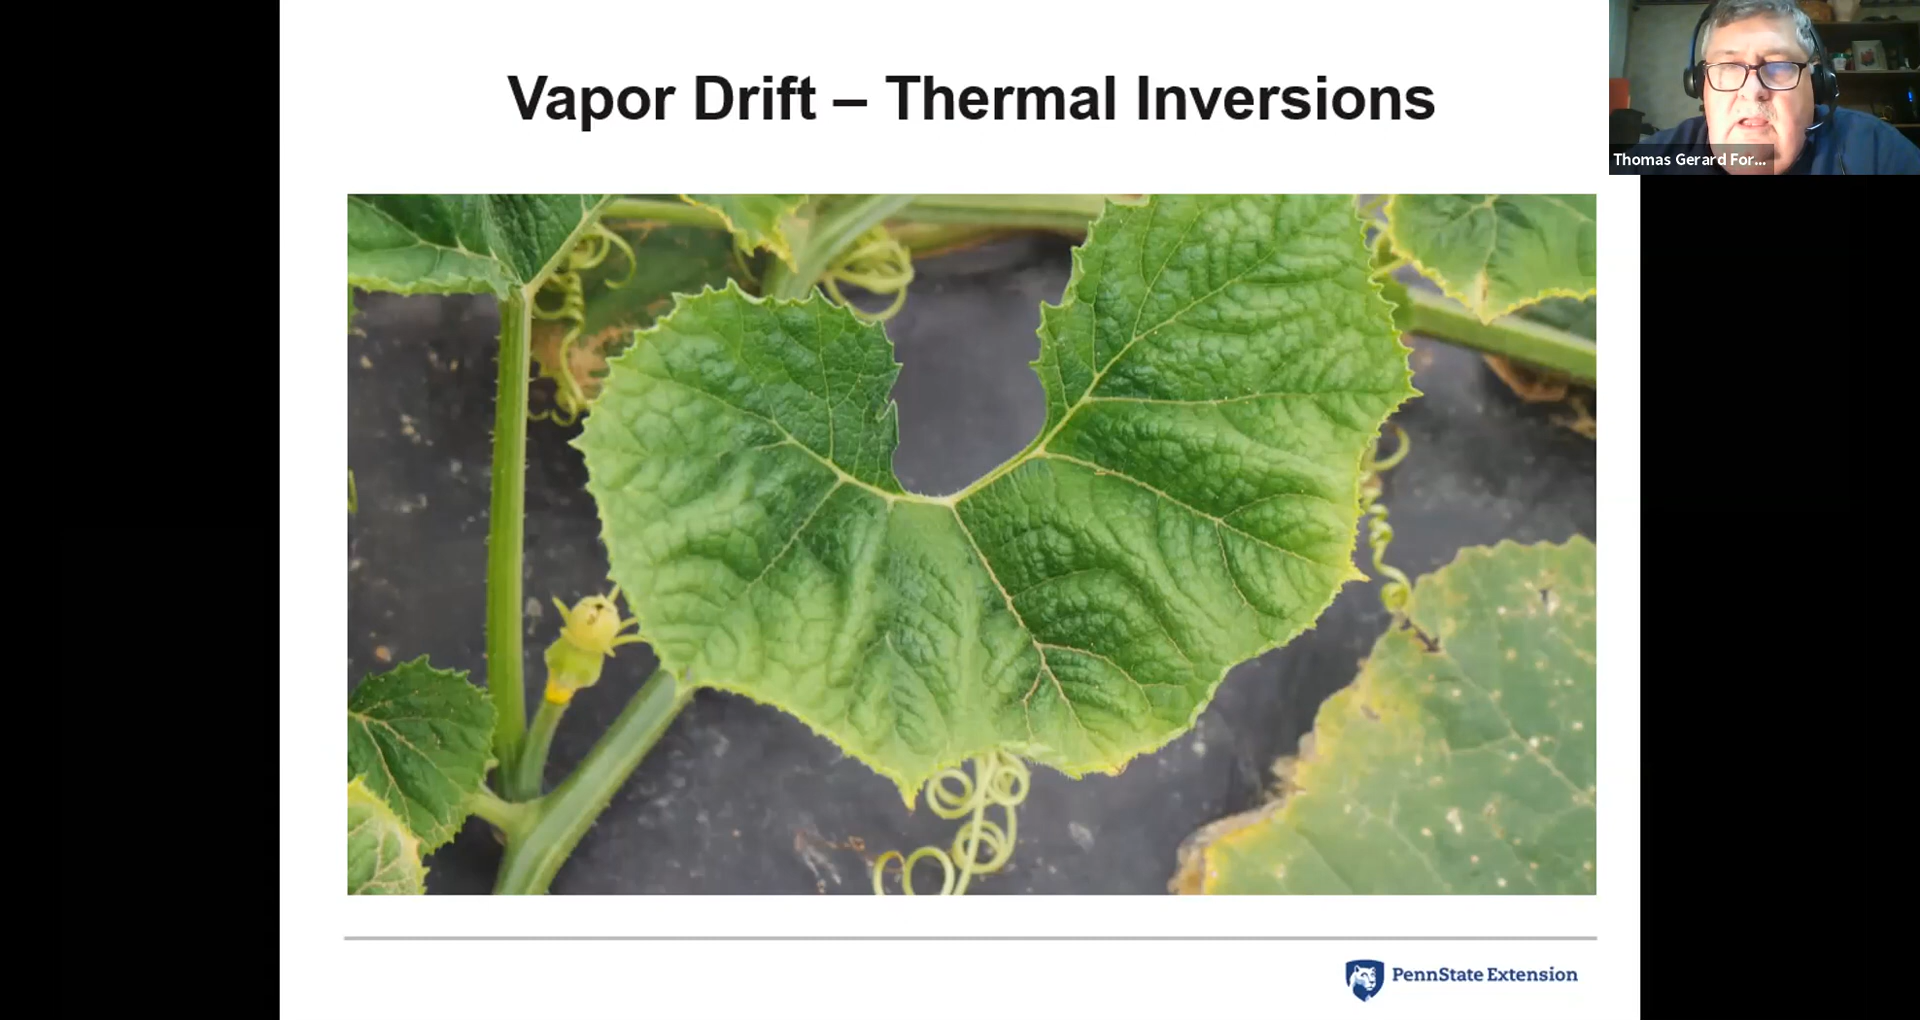 Vapor Drift – Thermal Inversions
Thomas Gerard For...
PennState Extension